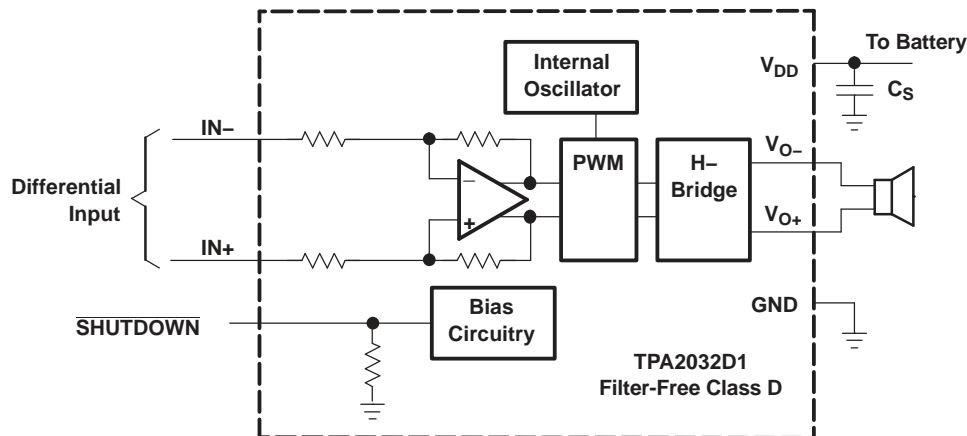 To Battery
Internal
Oscillator
VDD
CS
IN–
Differential
Input
–
+
PWM
H–
Bridge
VO–
VO+
IN+
SHUTDOWN
Bias
Circuitry
GND
TPA2032D1
Filter-Free Class D